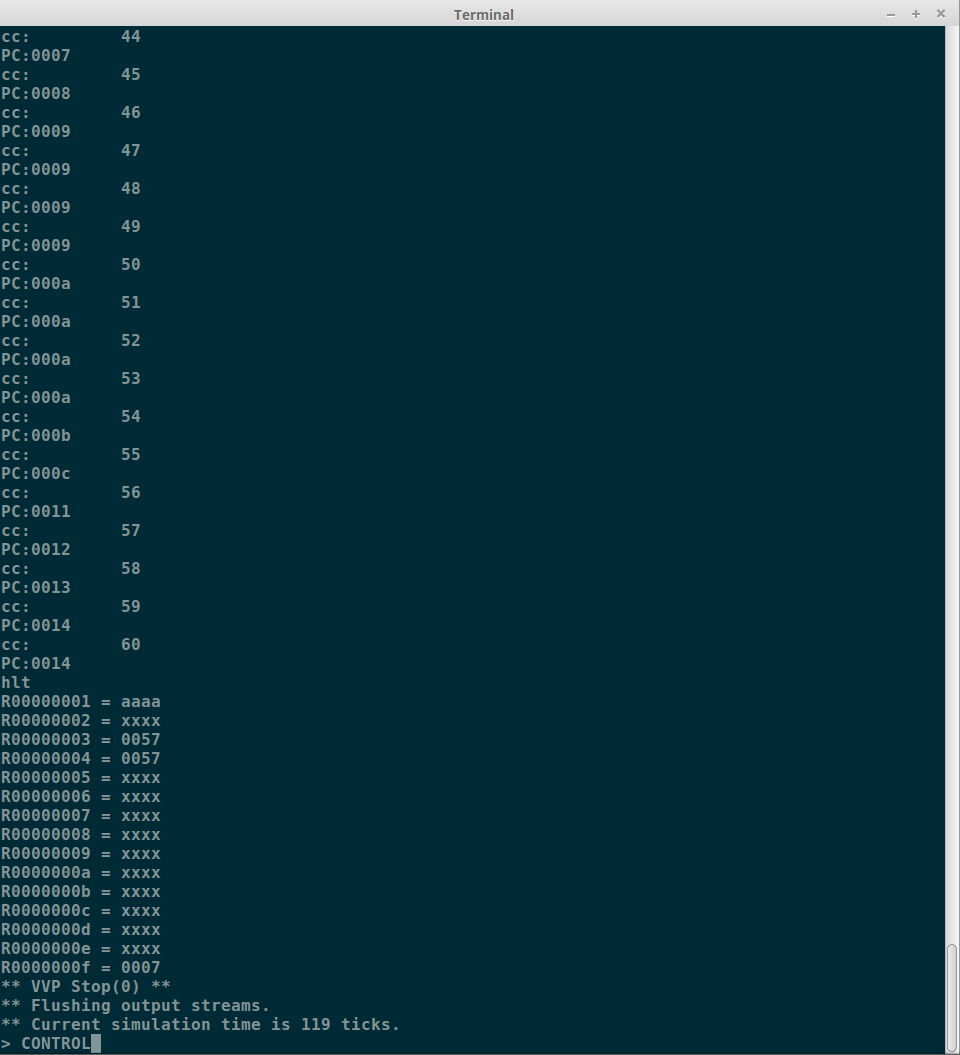 Terminal
cc:         44
PC:0007
cc:         45
PC:0008
cc:         46
PC:0009
cc:         47
PC:0009
cc:         48
PC:0009
cc:         49
PC:0009
cc:         50
PC:000a
cc:         51
PC:000a
cc:         52
PC:000a
cc:         53
PC:000a
cc:         54
PC:000b
cc:         55
PC:000c
cc:         56
PC:0011
cc:         57
PC:0012
cc:         58
PC:0013
cc:         59
PC:0014
cc:         60
PC:0014
hlt
R00000001 = aaaa
R00000002 = xxxx
R00000003 = 0057
R00000004 = 0057
R00000005 = xxxx
R00000006 = xxxx
R00000007 = xxxx
R00000008 = xxxx
R00000009 = xxxx
R0000000a = xxxx
R0000000b = xxxx
R0000000c = xxxx
R0000000d = xxxx
R0000000e = xxxx
R0000000f = 0007
** VVP Stop(0) **
** Flushing output streams.
** Current simulation time is 119 ticks.
> CONTROL